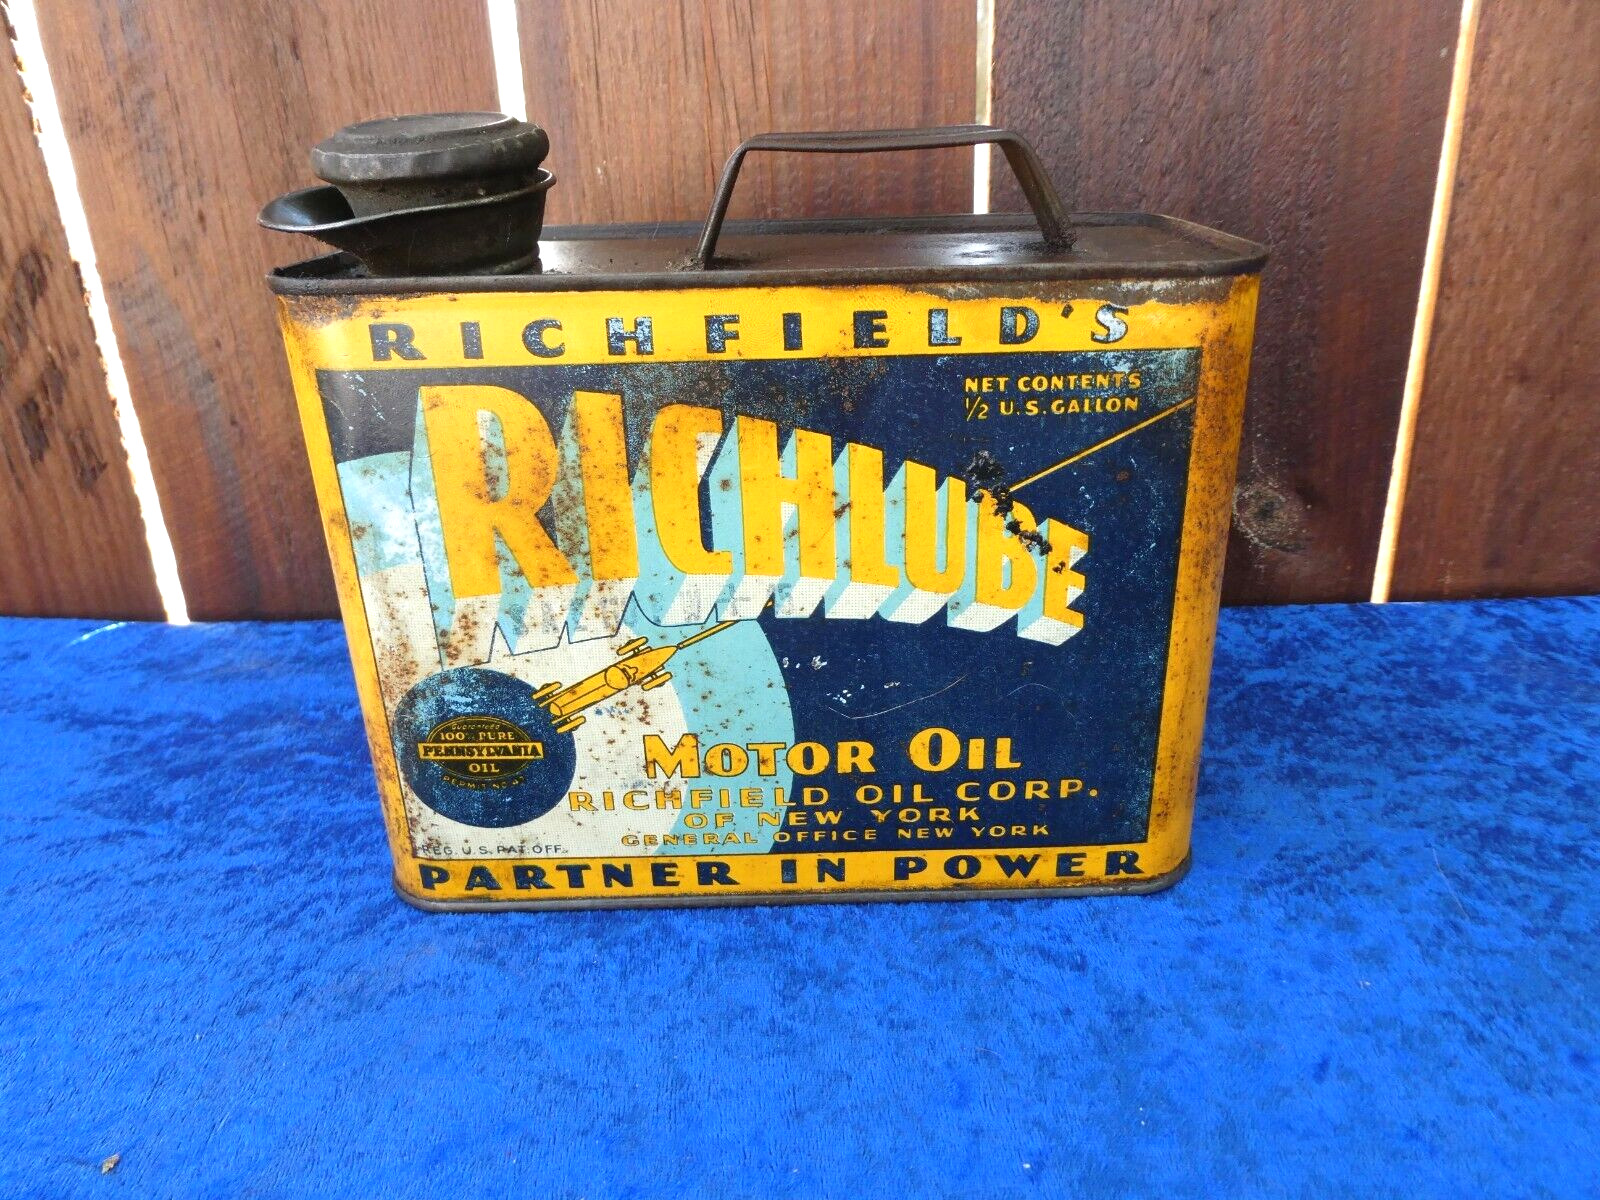 RICHFIELD'S
NET CONTENTS
1/2 U.S. GALLON
RICHLUBE
GUARANTEED
100% PURE
PENNSYLVANIA
OIL
MOTOR OIL
RICHFIELD OIL CORP.
OF NEW YORK
GENERAL OFFICE NEW YORK
REG. U.S. PAT. OFF.
PARTNER IN POWER